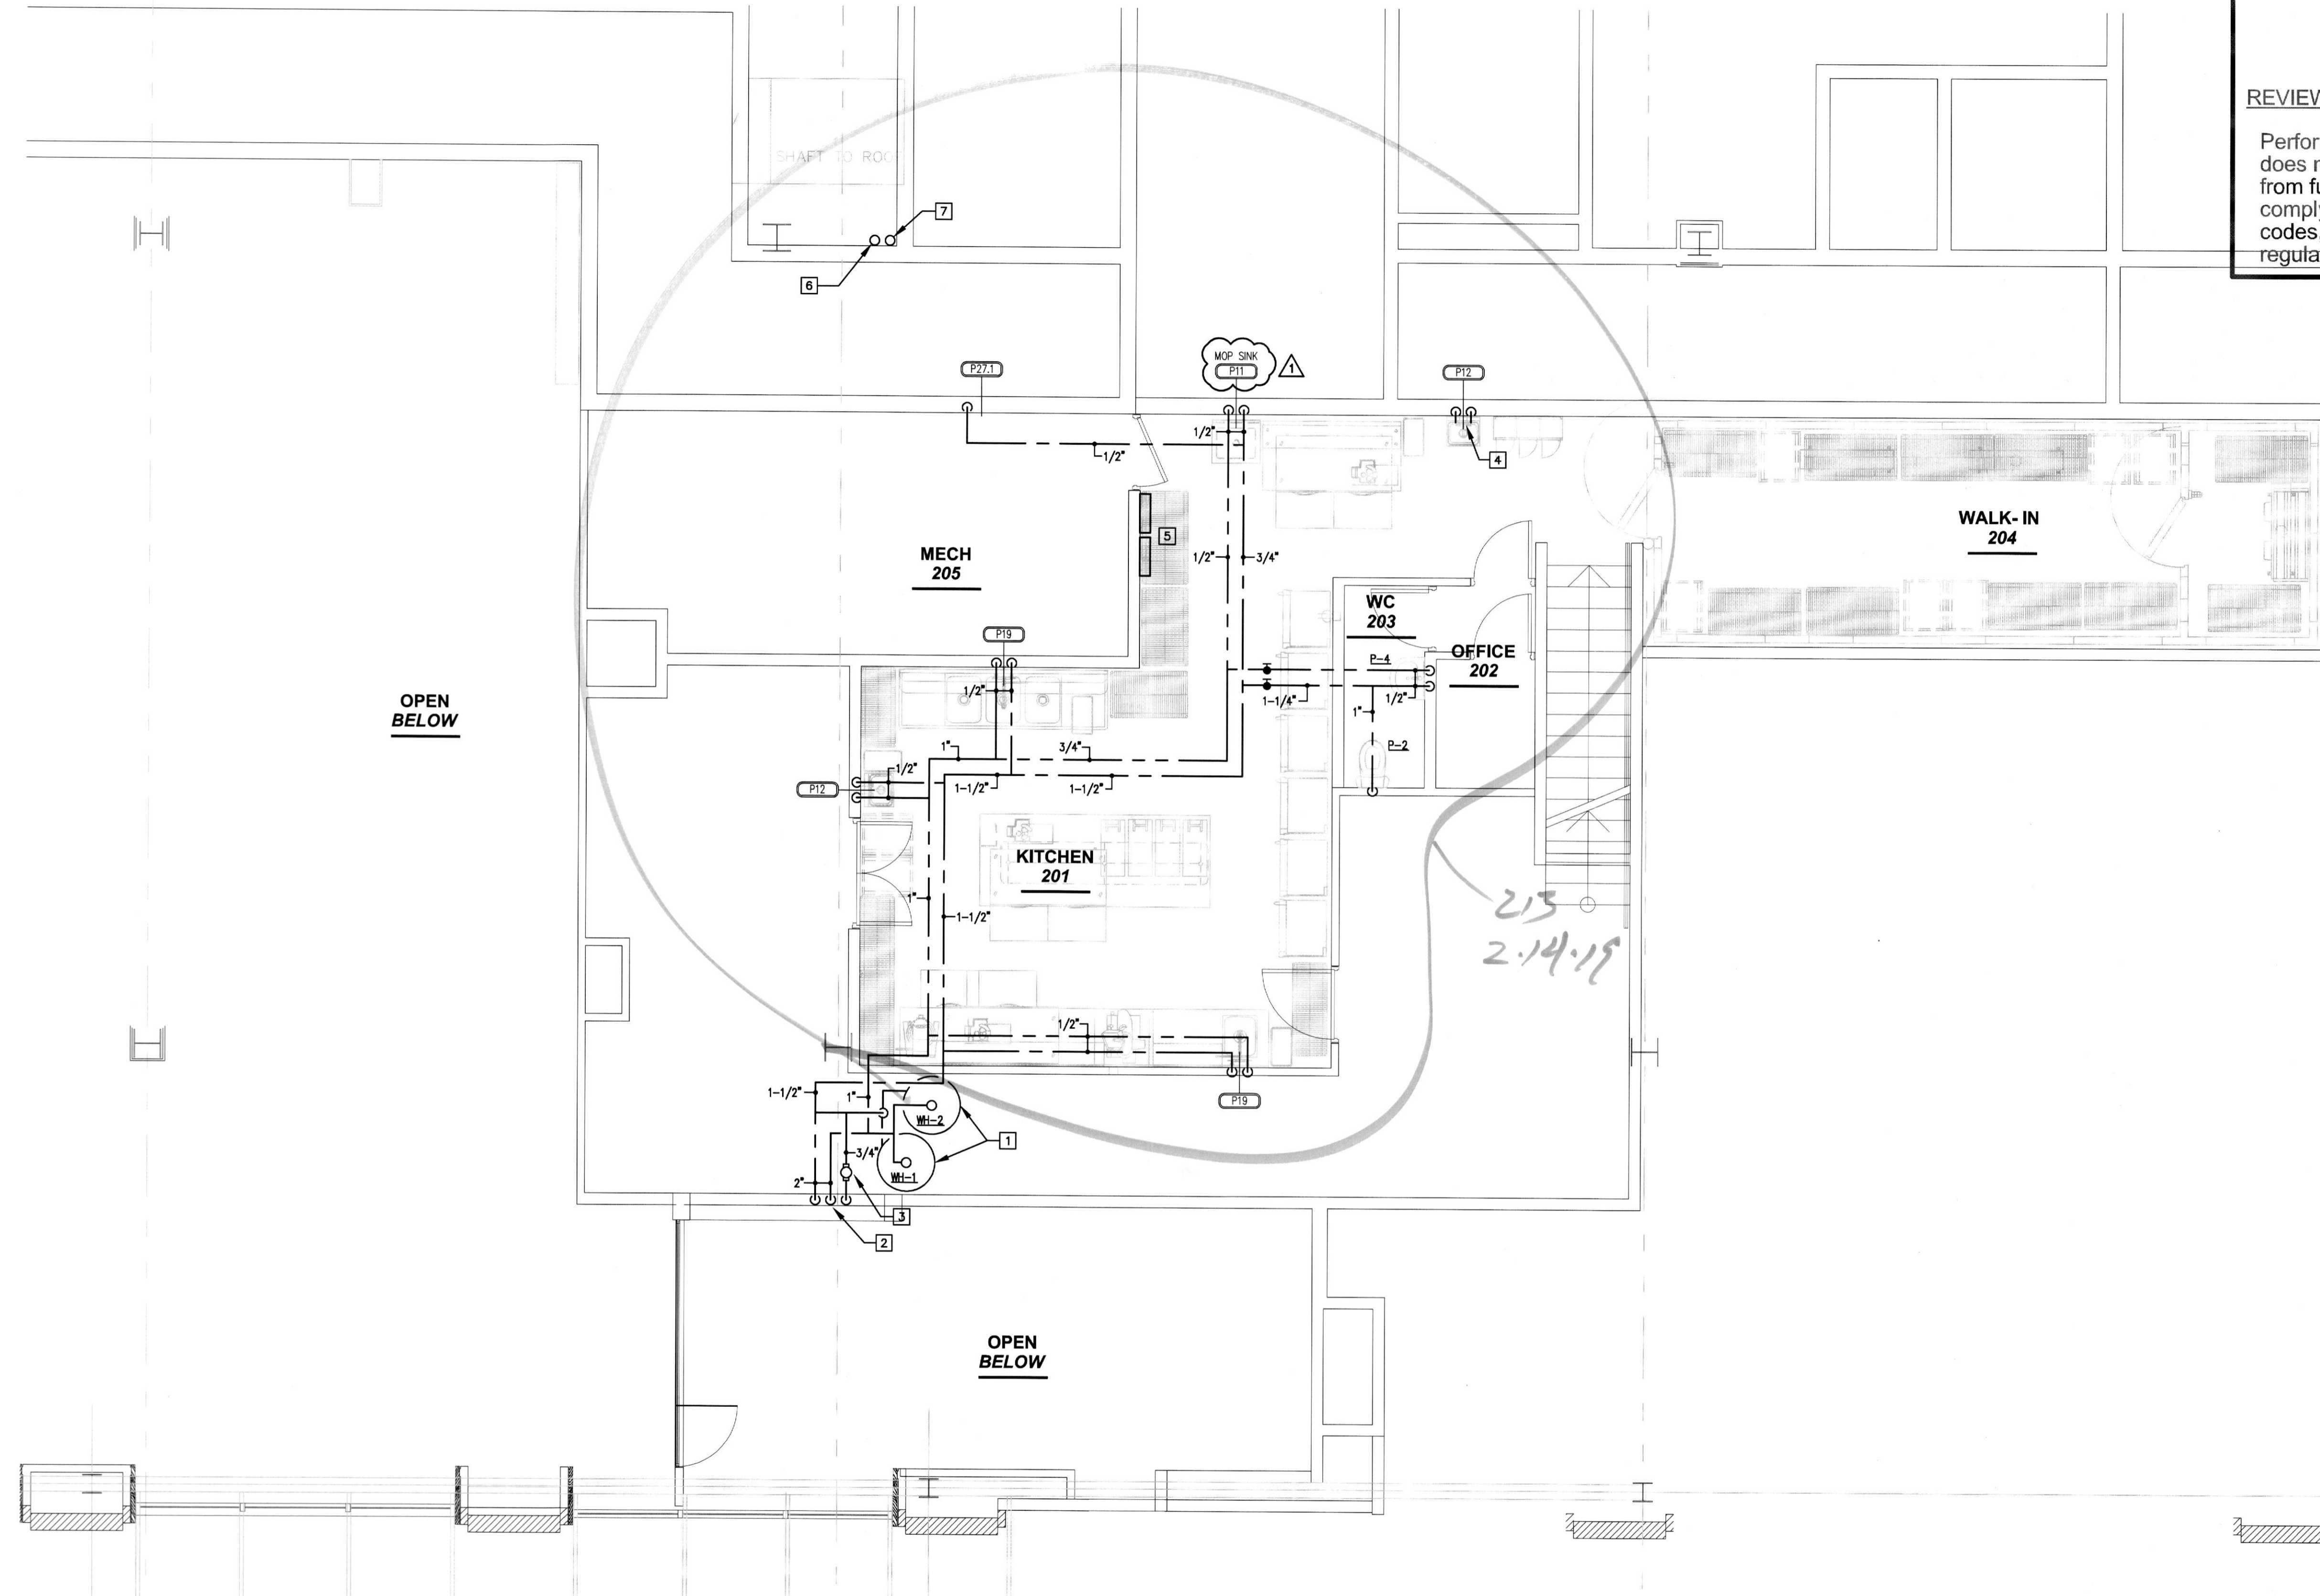 REVIEW
Perfor
does n
from fu
comply
codes
regula
SHAFT TO ROOF
7
6
P27.1
MOP SINK
P11
1
P12
1/2"
1/2"
4
5
WALK-IN
204
MECH
205
1/2"
3/4"
WC
203
P19
P-4
OFFICE
202
OPEN
BELOW
1/2"
1-1/4"
1/2"
1"
P-2
1"
3/4"
1/2"
P12
1-1/2"
1-1/2"
KITCHEN
201
1"
1-1/2"
213
2.14.19
1/2"
1-1/2"
1"
P19
WH-2
1
3/4"
WH-1
2"
3
2
OPEN
BELOW